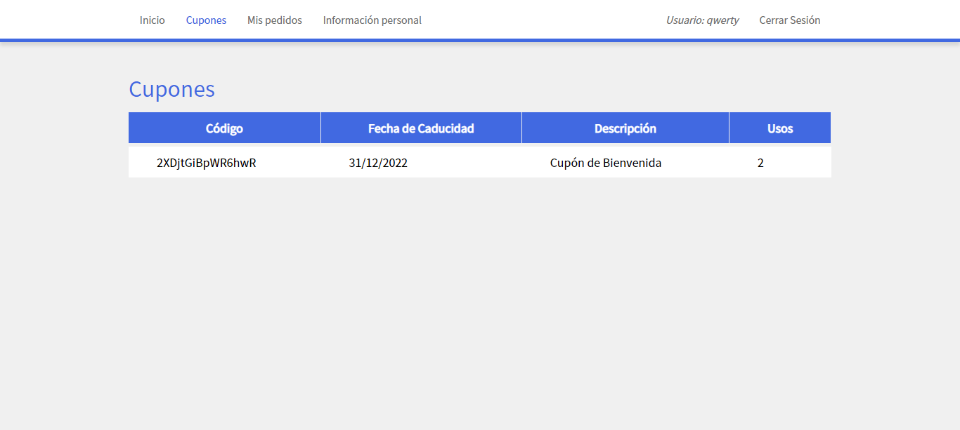 Inicio Cupones Mis pedidos Información personal Usuario: qwerty Cerrar Sesión
Cupones
Código Fecha de Caducidad Descripción Usos
2XDjtGiBpWR6hwR 31/12/2022 Cupón de Bienvenida 2